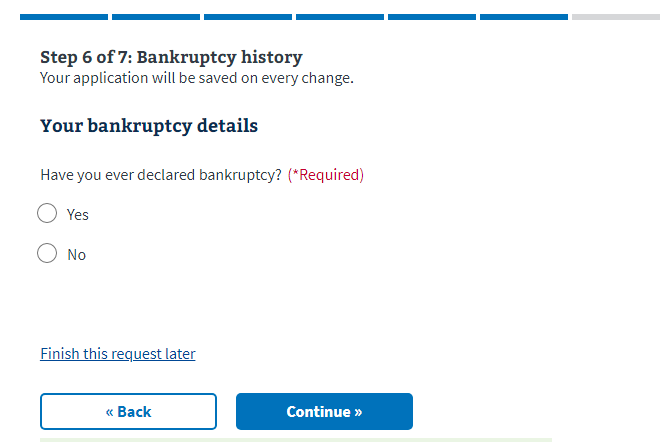 Step 6 of 7: Bankruptcy history
Your application will be saved on every change.
Your bankruptcy details
Have you ever declared bankruptcy? (*Required)
Yes
No
Finish this request later
« Back
Continue »